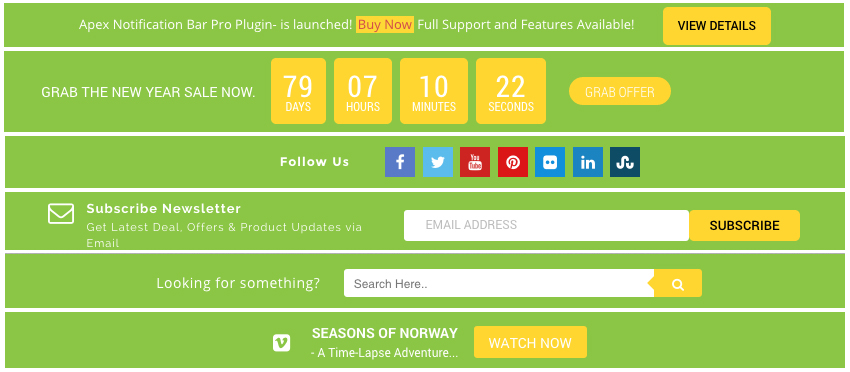 Apex Notification Bar Pro Plugin- is launched! Buy Now Full Support and Features Available! VIEW DETAILS
GRAB THE NEW YEAR SALE NOW. 79 07 10 22 GRAB OFFER
DAYS HOURS MINUTES SECONDS
Follow Us f You Tube in
Subscribe Newsletter
Get Latest Deal, Offers & Product Updates via
Email
EMAIL ADDRESS SUBSCRIBE
Looking for something? Search Here..
SEASONS OF NORWAY
- A Time-Lapse Adventure...
WATCH NOW